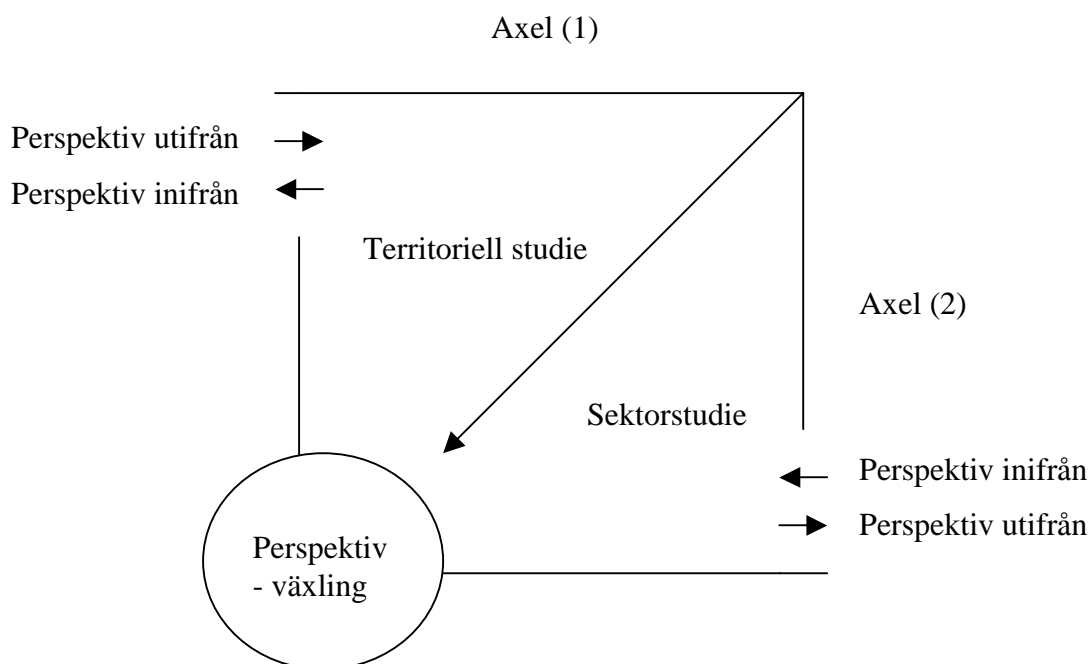 Axel (1)
Perspektiv utifrån
Perspektiv inifrån
Territoriell studie
Axel (2)
Sektorstudie
Perspektiv inifrån
Perspektiv utifrån
Perspektiv
- växling